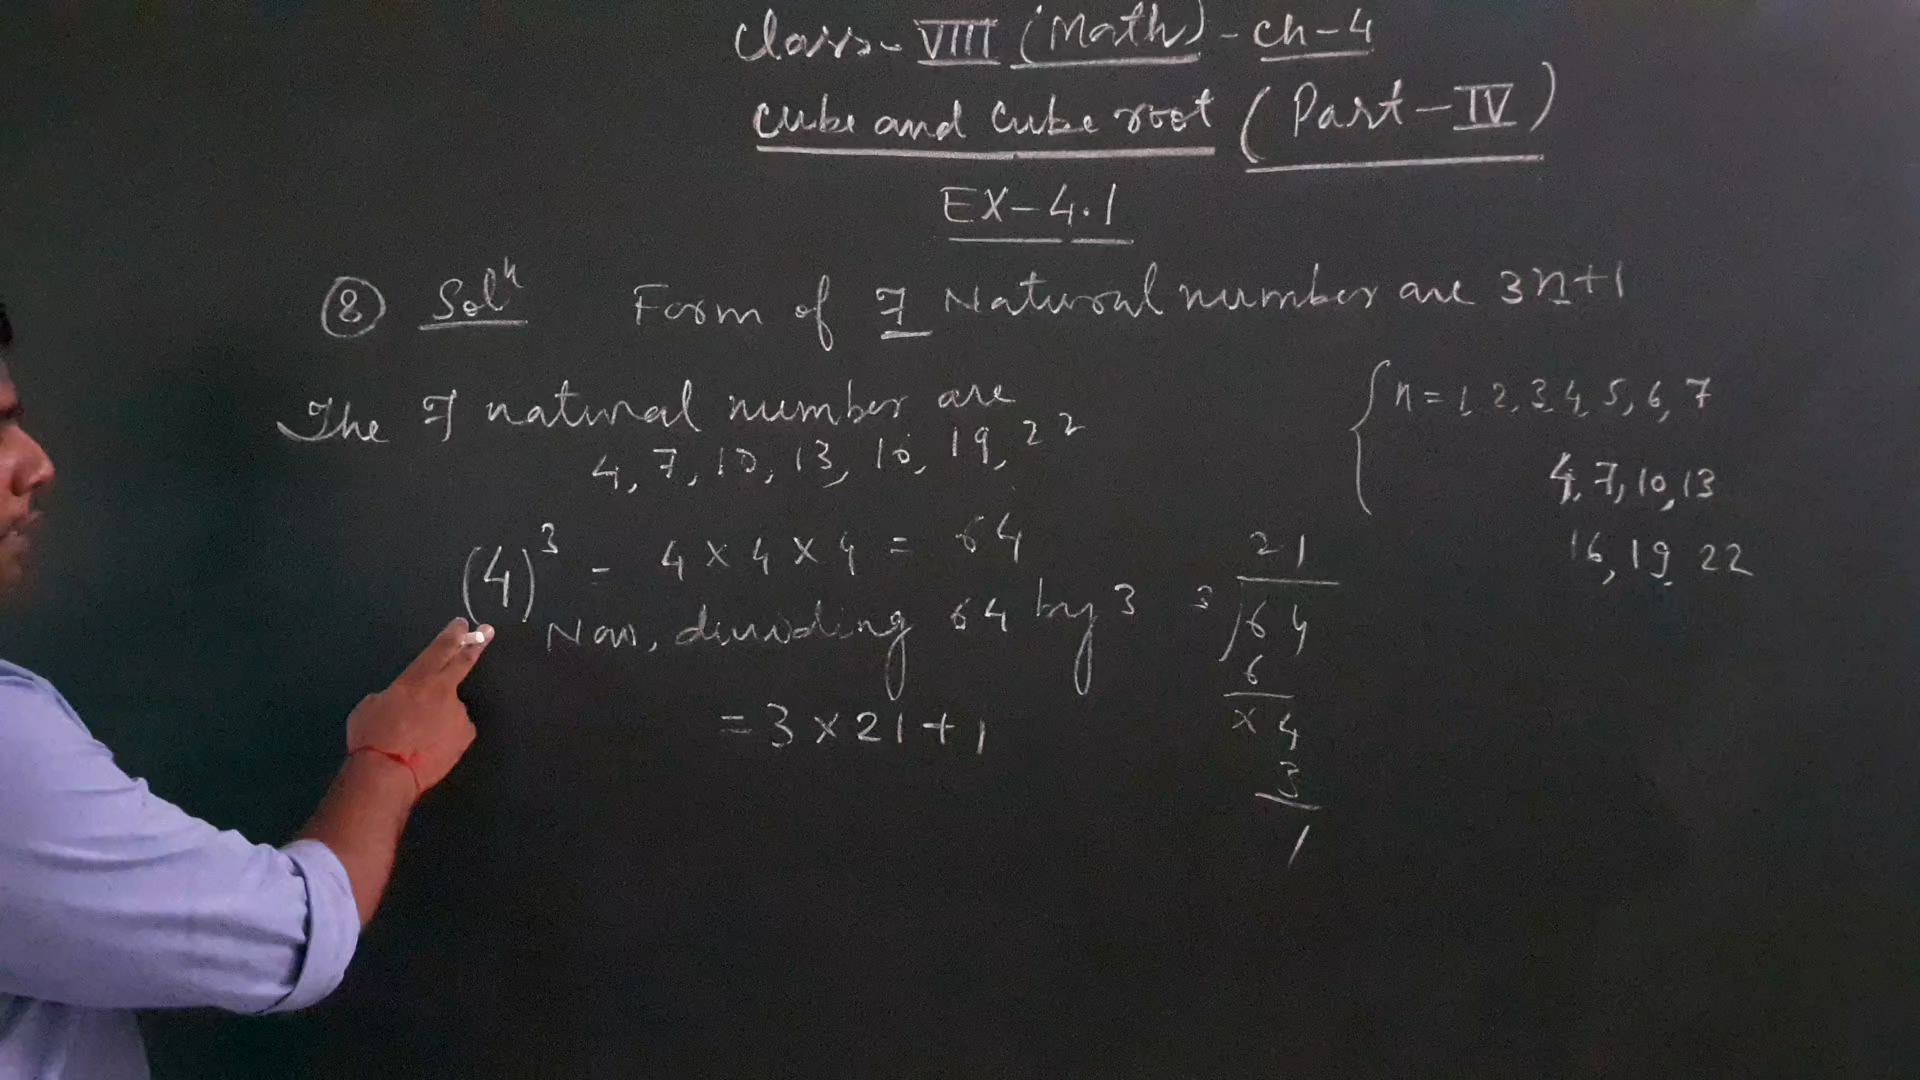 Class-VIII (Math)-ch-4
cube and cube root (Part-IV)
EX-4.1
8 Solⁿ Form of 7 Natural number are 3n+1
The 7 natural number are
4, 7, 10, 13, 16, 19, 22
n = 1, 2, 3, 4, 5, 6, 7
4, 7, 10, 13
16, 19 22
(4)³ = 4 × 4 × 4 = 64
Now, dividing 64 by 3
= 3 × 21 + 1
21
3 64
6
× 4
3
1